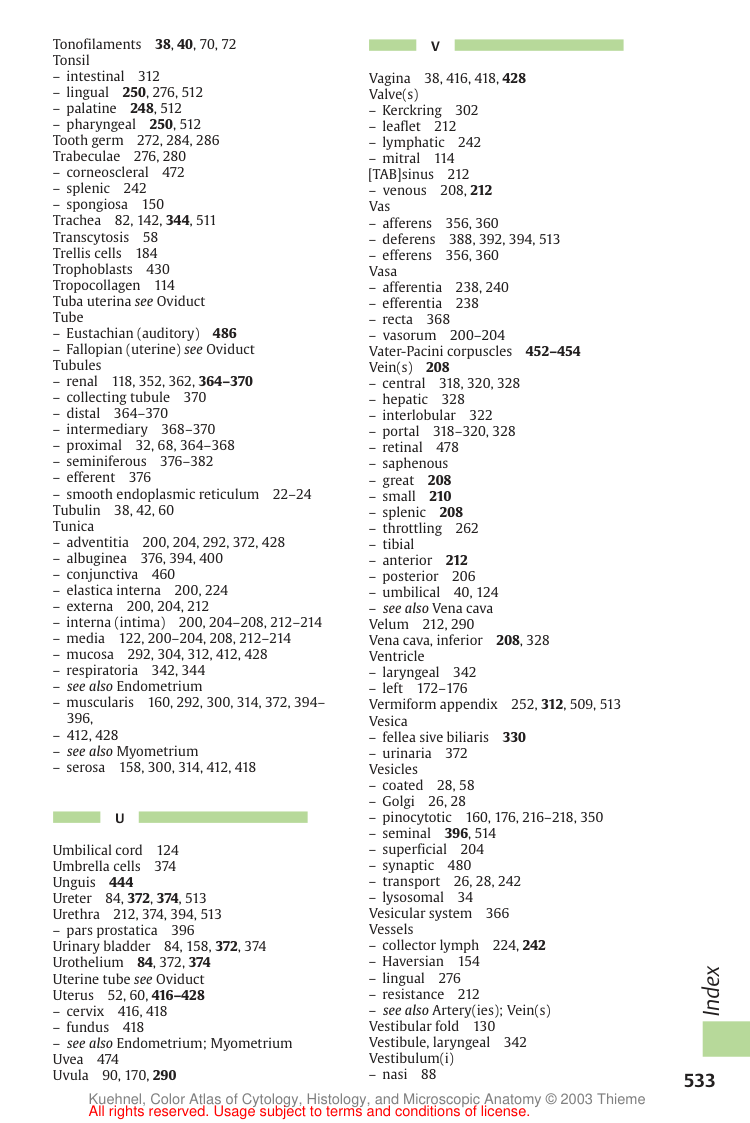 Tonofilaments 38, 40, 70, 72
Tonsil
– intestinal 312
– lingual 250, 276, 512
– palatine 248, 512
– pharyngeal 250, 512
Tooth germ 272, 284, 286
Trabeculae 276, 280
– corneoscleral 472
– splenic 242
– spongiosa 150
Trachea 82, 142, 344, 511
Transcytosis 58
Trellis cells 184
Trophoblasts 430
Tropocollagen 114
Tuba uterina see Oviduct
Tube
– Eustachian (auditory) 486
– Fallopian (uterine) see Oviduct
Tubules
– renal 118, 352, 362, 364–370
– collecting tubule 370
– distal 364–370
– intermediary 368–370
– proximal 32, 68, 364–368
– seminiferous 376–382
– efferent 376
– smooth endoplasmic reticulum 22–24
Tubulin 38, 42, 60
Tunica
– adventitia 200, 204, 292, 372, 428
– albuginea 376, 394, 400
– conjunctiva 460
– elastica interna 200, 224
– externa 200, 204, 212
– interna (intima) 200, 204–208, 212–214
– media 122, 200–204, 208, 212–214
– mucosa 292, 304, 312, 412, 428
– respiratoria 342, 344
– see also Endometrium
– muscularis 160, 292, 300, 314, 372, 394–
396,
– 412, 428
– see also Myometrium
– serosa 158, 300, 314, 412, 418
U
Umbilical cord 124
Umbrella cells 374
Unguis 444
Ureter 84, 372, 374, 513
Urethra 212, 374, 394, 513
– pars prostatica 396
Urinary bladder 84, 158, 372, 374
Urothelium 84, 372, 374
Uterine tube see Oviduct
Uterus 52, 60, 416–428
– cervix 416, 418
– fundus 418
– see also Endometrium; Myometrium
Uvea 474
Uvula 90, 170, 290
V
Vagina 38, 416, 418, 428
Valve(s)
– Kerckring 302
– leaflet 212
– lymphatic 242
– mitral 114
[TAB]sinus 212
– venous 208, 212
Vas
– afferens 356, 360
– deferens 388, 392, 394, 513
– efferens 356, 360
Vasa
– afferentia 238, 240
– efferentia 238
– recta 368
– vasorum 200–204
Vater-Pacini corpuscles 452–454
Vein(s) 208
– central 318, 320, 328
– hepatic 328
– interlobular 322
– portal 318–320, 328
– retinal 478
– saphenous
– great 208
– small 210
– splenic 208
– throttling 262
– tibial
– anterior 212
– posterior 206
– umbilical 40, 124
– see also Vena cava
Velum 212, 290
Vena cava, inferior 208, 328
Ventricle
– laryngeal 342
– left 172–176
Vermiform appendix 252, 312, 509, 513
Vesica
– fellea sive biliaris 330
– urinaria 372
Vesicles
– coated 28, 58
– Golgi 26, 28
– pinocytotic 160, 176, 216–218, 350
– seminal 396, 514
– superficial 204
– synaptic 480
– transport 26, 28, 242
– lysosomal 34
Vesicular system 366
Vessels
– collector lymph 224, 242
– Haversian 154
– lingual 276
– resistance 212
– see also Artery(ies); Vein(s)
Vestibular fold 130
Vestibule, laryngeal 342
Vestibulum(i)
– nasi 88
Index
533
Kuehnel, Color Atlas of Cytology, Histology, and Microscopic Anatomy © 2003 Thieme
All rights reserved. Usage subject to terms and conditions of license.